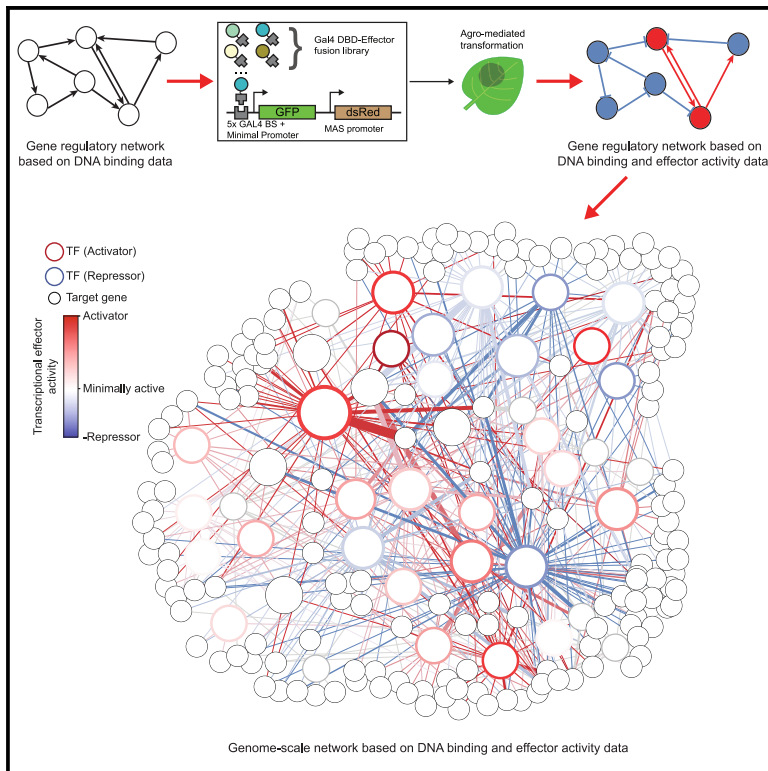 Gal4 DBD-Effector
fusion library
...
GFP
dsRed
5x GAL4 BS +
Minimal Promoter
MAS promoter
Agro-mediated
transformation
Gene regulatory network
based on DNA binding data
Gene regulatory network based on
DNA binding and effector activity data
TF (Activator)
TF (Repressor)
Target gene
Transcriptional effector
activity
Activator
Minimally active
-Repressor
Genome-scale network based on DNA binding and effector activity data